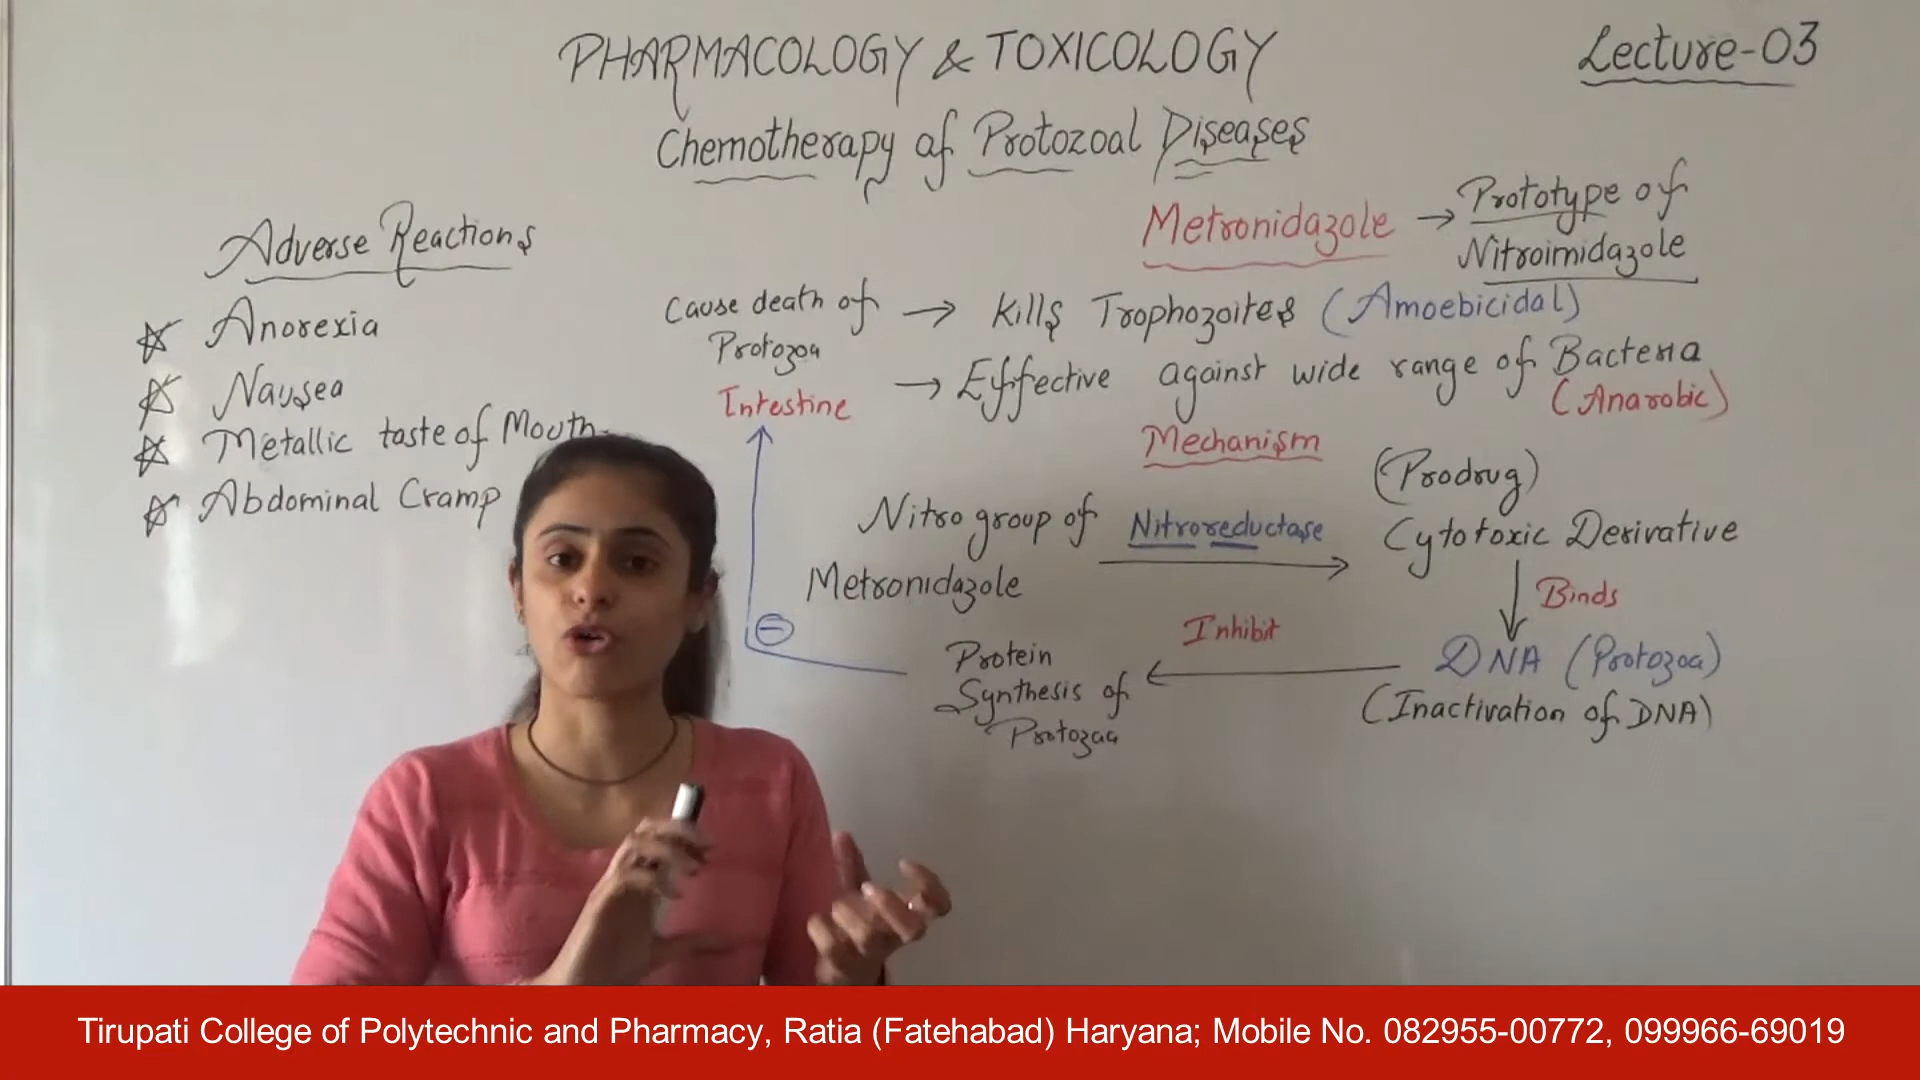 PHARMACOLOGY & TOXICOLOGY
Lecture-03
Chemotherapy of Protozoal Diseases
Adverse Reactions
Anorexia
Nausea
Metallic taste of Mouth
Abdominal Cramp
Metronidazole → Prototype of
Nitroimidazole
Cause death of → Kills Trophozoites (Amoebicidal)
Protozoa
→ Effective against wide range of Bacteria
Intestine
(Anarobic)
Mechanism
(Prodrug)
Nitro group of Nitroreductase Cytotoxic Derivative
Metronidazole
Binds
Inhibit
DNA (Protozoa)
(Inactivation of DNA)
Protein
Synthesis of
Protozaa
Tirupati College of Polytechnic and Pharmacy, Ratia (Fatehabad) Haryana; Mobile No. 082955-00772, 099966-69019